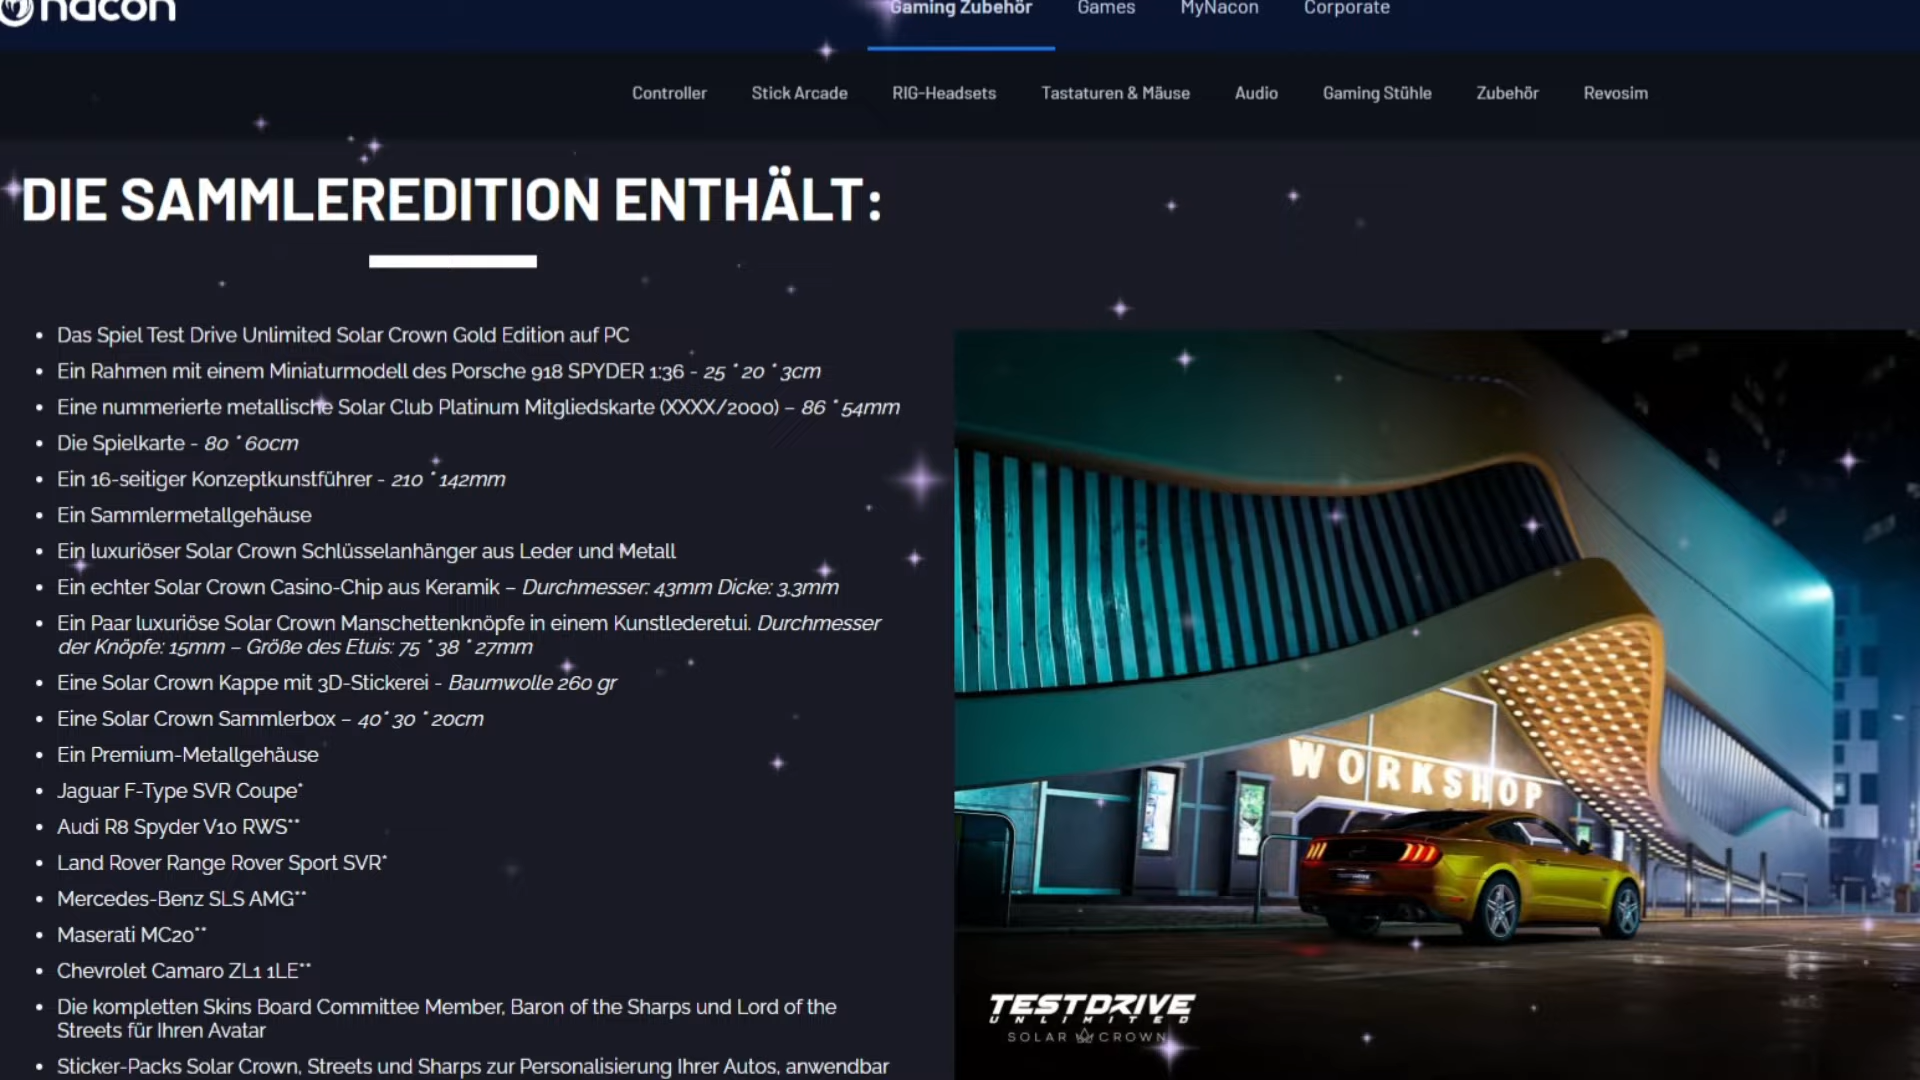 nacon
Gaming Zubehör
Games
MyNacon
Corporate
Controller
Stick Arcade
RIG-Headsets
Tastaturen & Mäuse
Audio
Gaming Stühle
Zubehör
Revosim
DIE SAMMLEREDITION ENTHÄLT:
• Das Spiel Test Drive Unlimited Solar Crown Gold Edition auf PC
• Ein Rahmen mit einem Miniaturmodell des Porsche 918 SPYDER 1:36 - 25 * 20 * 3cm
• Eine nummerierte metallische Solar Club Platinum Mitgliedskarte (XXXX/2000) – 86 * 54mm
• Die Spielkarte - 80 * 60cm
• Ein 16-seitiger Konzeptkunstführer - 210 * 142mm
• Ein Sammlermetallgehäuse
• Ein luxuriöser Solar Crown Schlüsselanhänger aus Leder und Metall
• Ein echter Solar Crown Casino-Chip aus Keramik – Durchmesser: 43mm Dicke: 3.3mm
• Ein Paar luxuriöse Solar Crown Manschettenknöpfe in einem Kunstlederetui. Durchmesser
der Knöpfe: 15mm – Größe des Etuis: 75 * 38 * 27mm
• Eine Solar Crown Kappe mit 3D-Stickerei - Baumwolle 260 gr
• Eine Solar Crown Sammlerbox – 40* 30 * 20cm
• Ein Premium-Metallgehäuse
• Jaguar F-Type SVR Coupe*
• Audi R8 Spyder V10 RWS**
• Land Rover Range Rover Sport SVR*
• Mercedes-Benz SLS AMG**
• Maserati MC20**
• Chevrolet Camaro ZL1 1LE**
• Die kompletten Skins Board Committee Member, Baron of the Sharps und Lord of the
Streets für Ihren Avatar
• Sticker-Packs Solar Crown, Streets und Sharps zur Personalisierung Ihrer Autos, anwendbar
WORKSHOP
TEST DRIVE
UNLIMITED
SOLAR CROWN